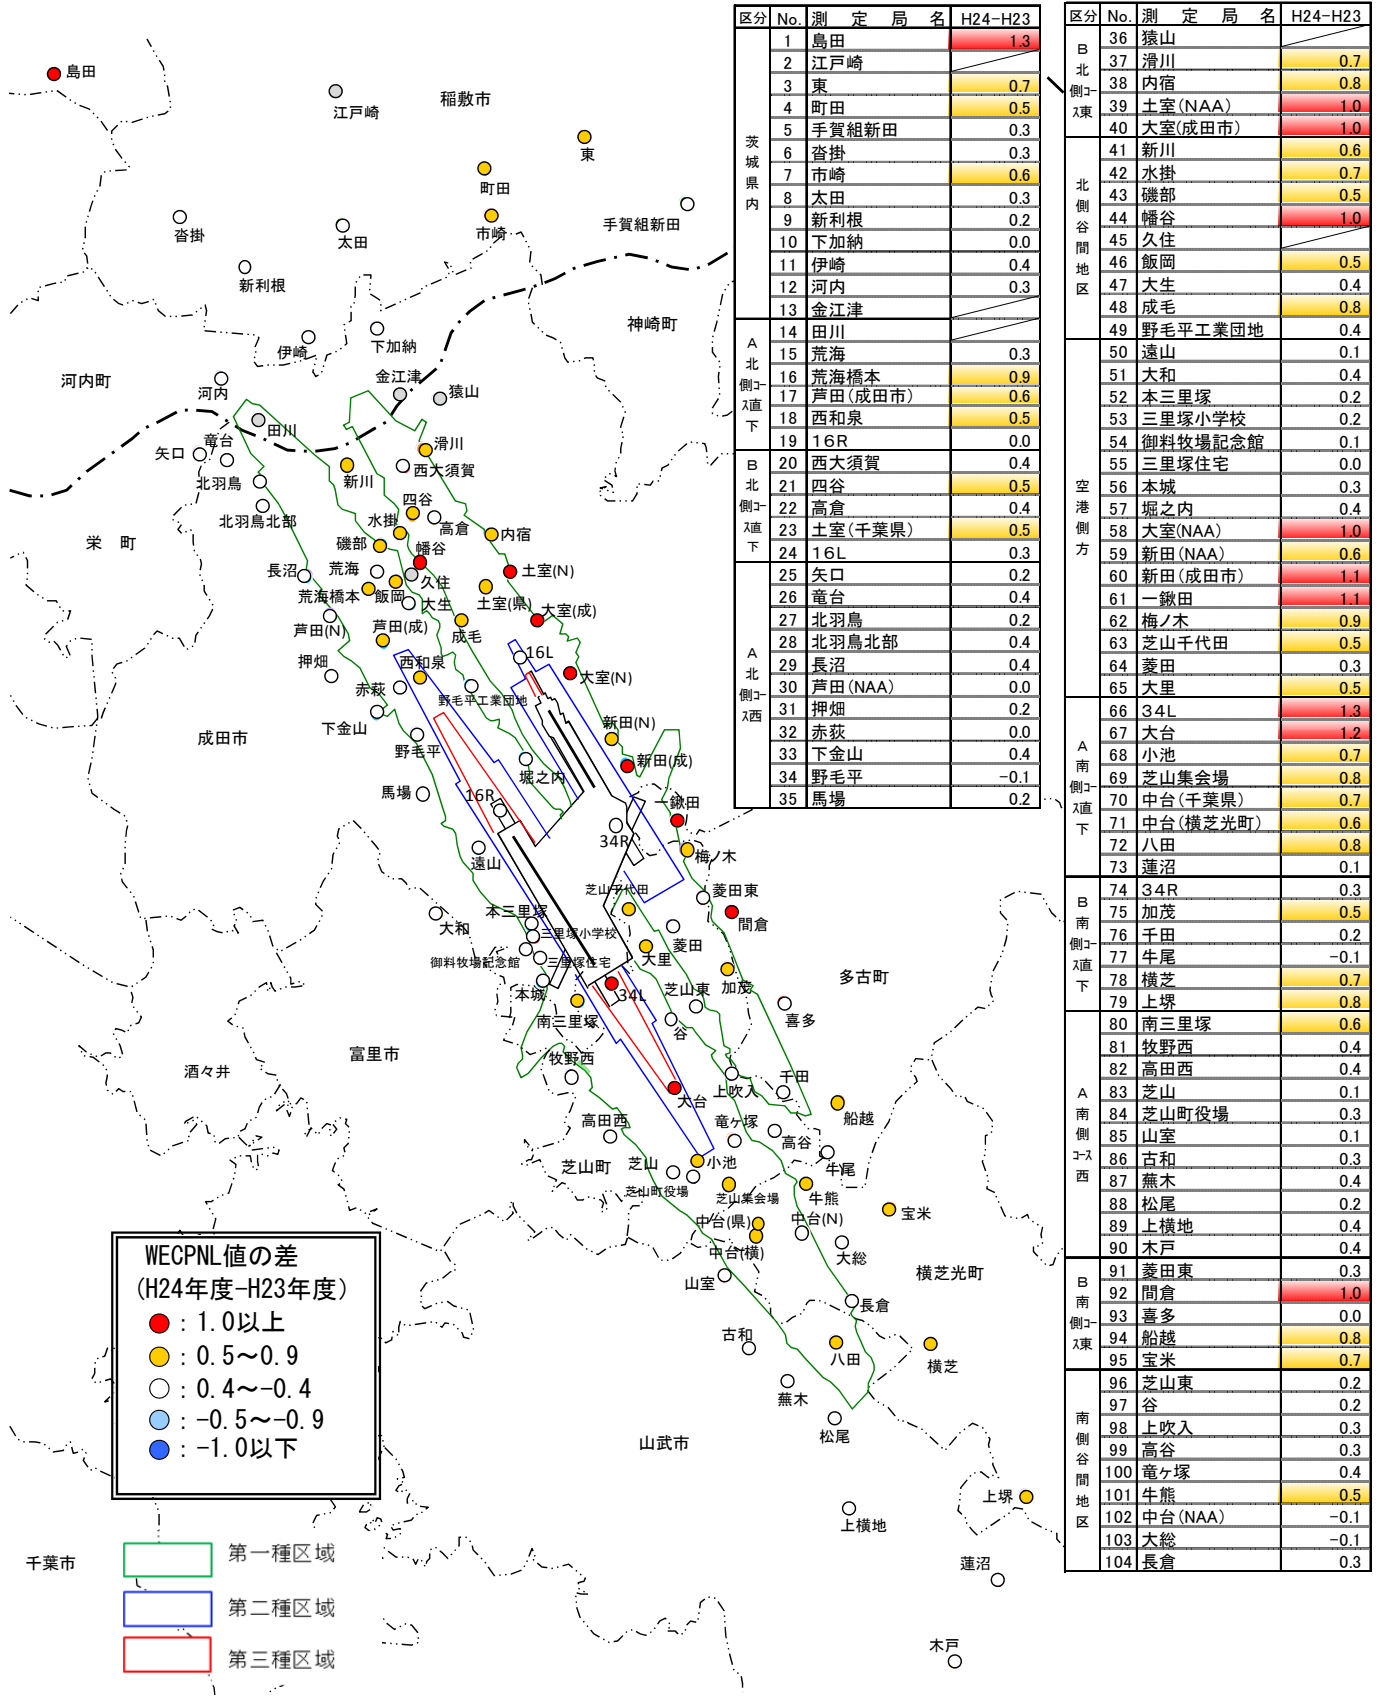 島田
江戸崎
稲敷市
東
町田
市崎
手賀組新田
沓掛
太田
新利根
神崎町
伊崎
下加納
河内町
河内
金江津
猿山
田川
竜台
矢口
滑川
西大須賀
新川
北羽鳥
北羽鳥北部
四谷
高倉
水掛
内宿
栄 町
磯部
幡谷
荒海
久住
土室(N)
長沼
荒海橋本
飯岡
大生
土室(県)
大室(成)
芦田(N)
芦田(成)
成毛
16L
押畑
西和泉
大室(N)
赤萩
野毛平工業団地
下金山
新田(N)
成田市
野毛平
堀之内
新田(成)
馬場
16R
一鍬田
34R
遠山
梅ノ木
芝山千代田
菱田東
本三里塚
大和
間倉
三里塚小学校
菱田
御料牧場記念館
三里塚住宅
大里
本城
34L
芝山東
加茂
多古町
南三里塚
谷
喜多
富里市
牧野西
酒々井
大台
上吹入
千田
船越
高田西
竜ケ塚
高谷
芝山町
芝山
小池
牛尾
芝山町役場
芝山集会場
牛熊
宝米
中台(県)
中台(N)
中台(横)
大総
横芝光町
山室
長倉
古和
八田
横芝
蕪木
松尾
山武市
上堺
上横地
千葉市
蓮沼
木戸
WECPNL値の差
(H24年度-H23年度)
：1.0以上
：0.5～0.9
：0.4～-0.4
：-0.5～-0.9
：-1.0以下
第一種区域
第二種区域
第三種区域
区分 No. 測 定 局 名 H24-H23
茨城県内
1 島田 1.3
2 江戸崎
3 東 0.7
4 町田 0.5
5 手賀組新田 0.3
6 沓掛 0.3
7 市崎 0.6
8 太田 0.3
9 新利根 0.2
10 下加納 0.0
11 伊崎 0.4
12 河内 0.3
13 金江津
A北側コース直下
14 田川
15 荒海 0.3
16 荒海橋本 0.9
17 芦田(成田市) 0.6
18 西和泉 0.5
19 16R 0.0
B北側コース直下
20 西大須賀 0.4
21 四谷 0.5
22 高倉 0.4
23 土室(千葉県) 0.5
24 16L 0.3
A北側コース西
25 矢口 0.2
26 竜台 0.4
27 北羽鳥 0.2
28 北羽鳥北部 0.4
29 長沼 0.4
30 芦田(NAA) 0.0
31 押畑 0.2
32 赤荻 0.0
33 下金山 0.4
34 野毛平 -0.1
35 馬場 0.2
区分 No. 測 定 局 名 H24-H23
B北側コース東
36 猿山
37 滑川 0.7
38 内宿 0.8
39 土室(NAA) 1.0
40 大室(成田市) 1.0
北側谷間地区
41 新川 0.6
42 水掛 0.7
43 磯部 0.5
44 幡谷 1.0
45 久住
46 飯岡 0.5
47 大生 0.4
48 成毛 0.8
49 野毛平工業団地 0.4
空港側方
50 遠山 0.1
51 大和 0.4
52 本三里塚 0.2
53 三里塚小学校 0.2
54 御料牧場記念館 0.1
55 三里塚住宅 0.0
56 本城 0.3
57 堀之内 0.4
58 大室(NAA) 1.0
59 新田(NAA) 0.6
60 新田(成田市) 1.1
61 一鍬田 1.1
62 梅ノ木 0.9
63 芝山千代田 0.5
64 菱田 0.3
65 大里 0.5
A南側コース直下
66 34L 1.3
67 大台 1.2
68 小池 0.7
69 芝山集会場 0.8
70 中台(千葉県) 0.7
71 中台(横芝光町) 0.6
72 八田 0.8
73 蓮沼 0.1
B南側コース直下
74 34R 0.3
75 加茂 0.5
76 千田 0.2
77 牛尾 -0.1
78 横芝 0.7
79 上堺 0.8
A南側コース西
80 南三里塚 0.6
81 牧野西 0.4
82 高田西 0.4
83 芝山 0.1
84 芝山町役場 0.3
85 山室 0.1
86 古和 0.3
87 蕪木 0.4
88 松尾 0.2
89 上横地 0.4
90 木戸 0.4
B南側コース東
91 菱田東 0.3
92 間倉 1.0
93 喜多 0.0
94 船越 0.8
95 宝米 0.7
南側谷間地区
96 芝山東 0.2
97 谷 0.2
98 上吹入 0.3
99 高谷 0.3
100 竜ヶ塚 0.4
101 牛熊 0.5
102 中台(NAA) -0.1
103 大総 -0.1
104 長倉 0.3